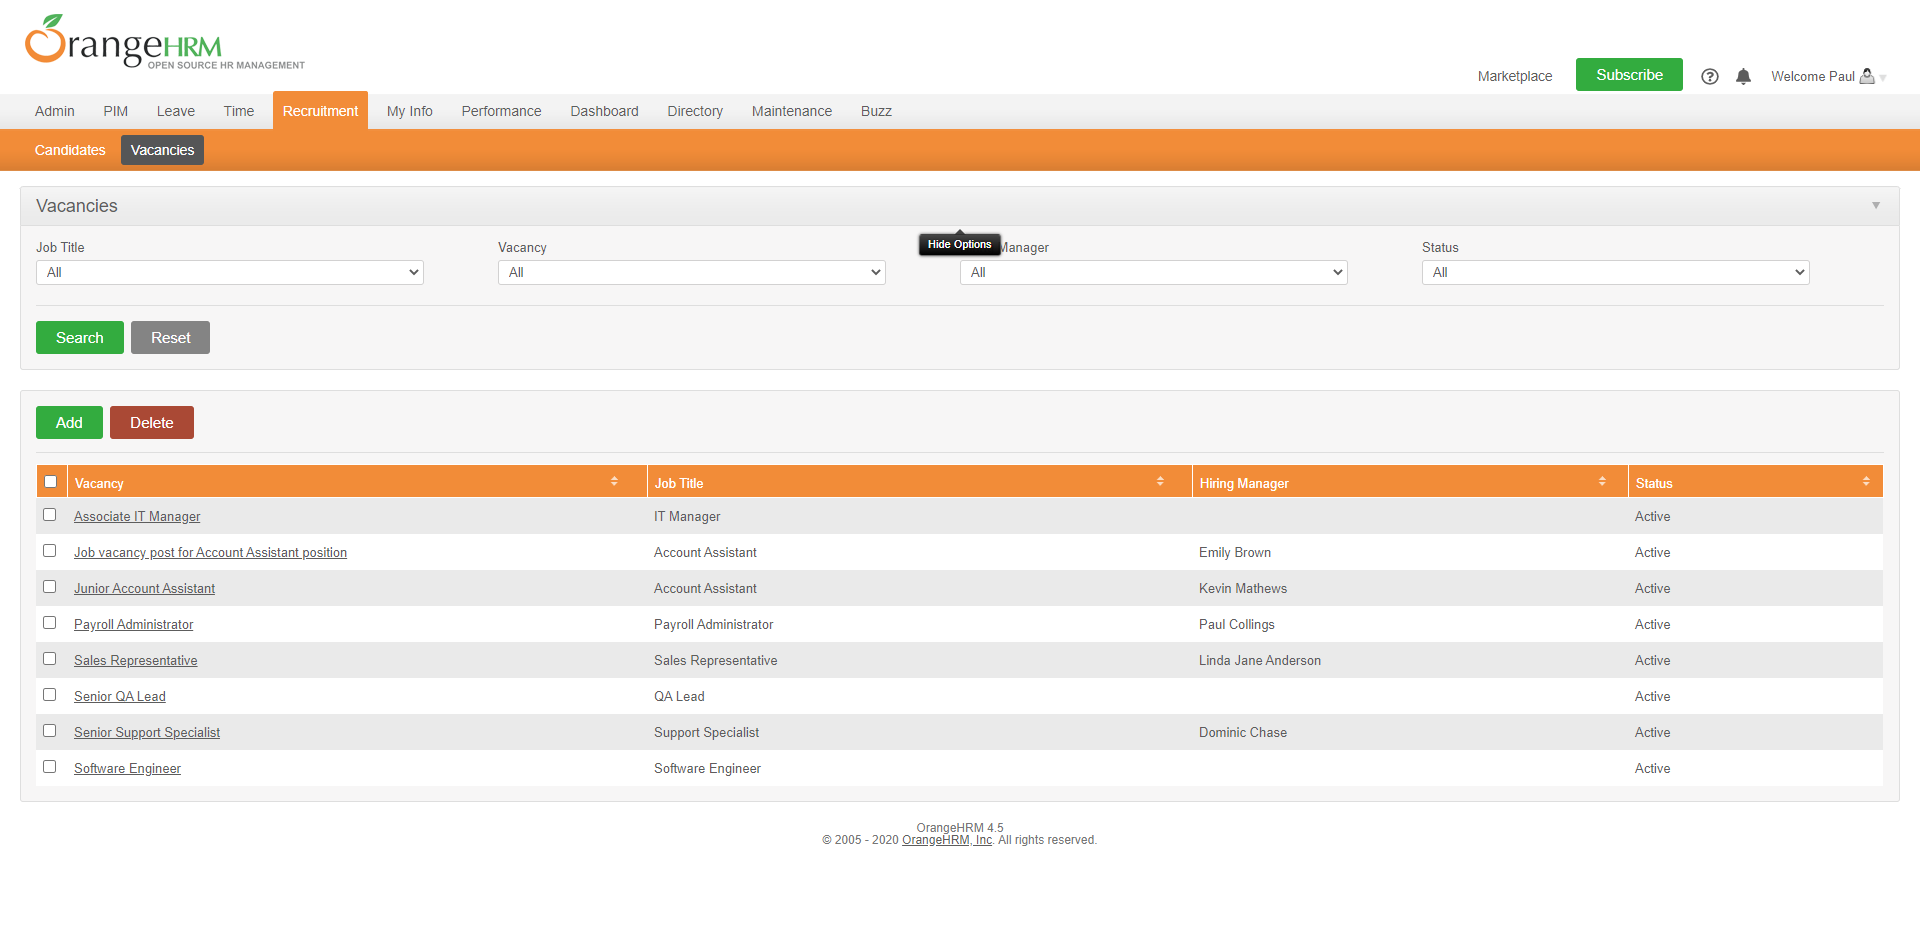 OrangeHRM
OPEN SOURCE HR MANAGEMENT
Marketplace Subscribe Welcome Paul
Admin PIM Leave Time Recruitment My Info Performance Dashboard Directory Maintenance Buzz
Candidates Vacancies
Vacancies
Job Title Vacancy Hide Options Manager Status
All All All All
Search Reset
Add Delete
Vacancy Job Title Hiring Manager Status
Associate IT Manager IT Manager Active
Job vacancy post for Account Assistant position Account Assistant Emily Brown Active
Junior Account Assistant Account Assistant Kevin Mathews Active
Payroll Administrator Payroll Administrator Paul Collings Active
Sales Representative Sales Representative Linda Jane Anderson Active
Senior QA Lead QA Lead Active
Senior Support Specialist Support Specialist Dominic Chase Active
Software Engineer Software Engineer Active
OrangeHRM 4.5
© 2005 - 2020 OrangeHRM, Inc. All rights reserved.